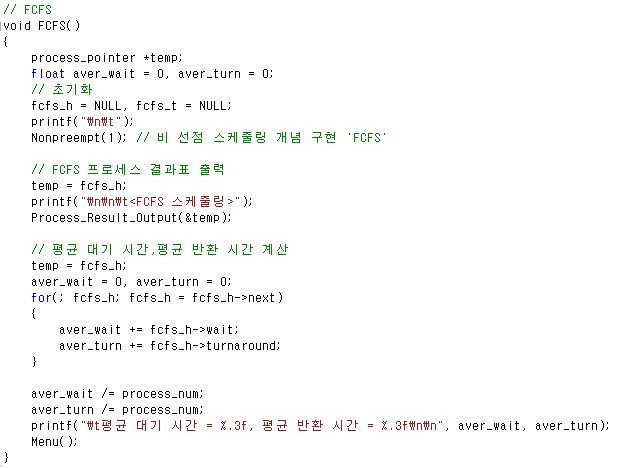 // FCFS
void FCFS()
{
    process_pointer *temp;
    float aver_wait = 0, aver_turn = 0;
    // 초기화
    fcfs_h = NULL, fcfs_t = NULL;
    printf("₩n₩t");
    Nonpreempt(1); // 비 선점 스케줄링 개념 구현 'FCFS'

    // FCFS 프로세스 결과표 출력
    temp = fcfs_h;
    printf("₩n₩n₩t<FCFS 스케줄링>");
    Process_Result_Output(&temp);

    // 평균 대기 시간,평균 반환 시간 계산
    temp = fcfs_h;
    aver_wait = 0, aver_turn = 0;
    for(; fcfs_h; fcfs_h = fcfs_h->next)
    {
        aver_wait += fcfs_h->wait;
        aver_turn += fcfs_h->turnaround;
    }

    aver_wait /= process_num;
    aver_turn /= process_num;
    printf("₩t평균 대기 시간 = %.3f, 평균 반환 시간 = %.3f₩n₩n", aver_wait, aver_turn);
    Menu();
}